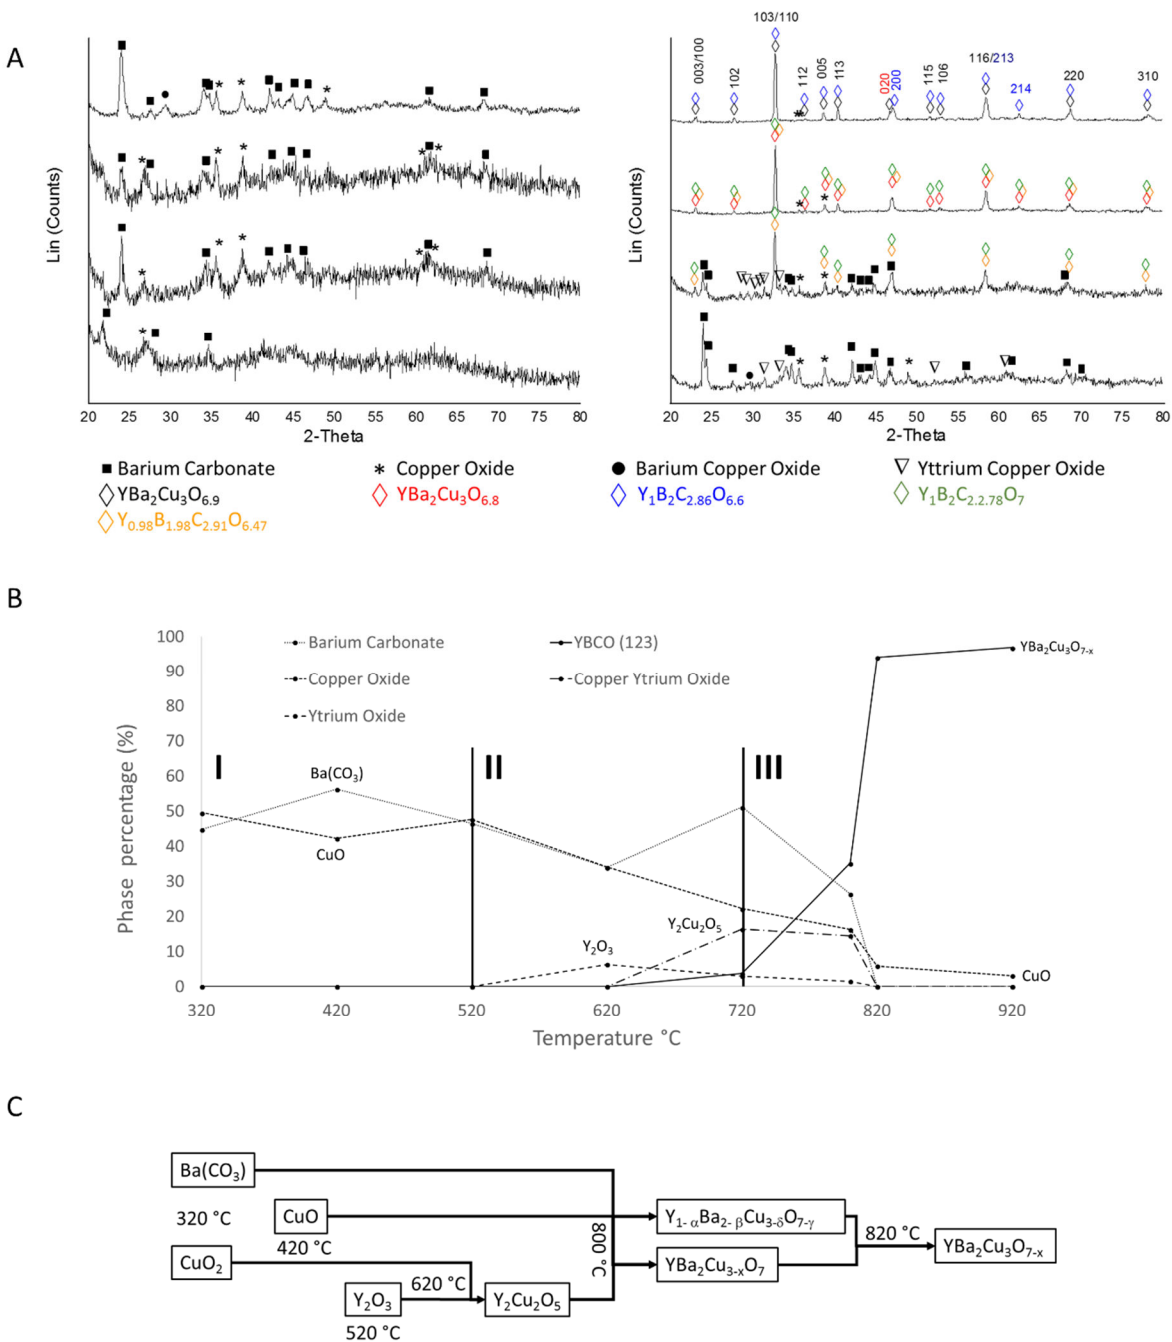 A
Lin (Counts)
20 25 30 35 40 45 50 55 60 65 70 75 80
2-Theta
003/100
102
103/110
112
005
113
020
200
115
106
116/213
214
220
310
Lin (Counts)
20 25 30 35 40 45 50 55 60 65 70 75 80
2-Theta
■ Barium Carbonate
* Copper Oxide
● Barium Copper Oxide
▽ Yttrium Copper Oxide
◇ YBa₂Cu₃O₆.₉
◇ YBa₂Cu₃O₆.₈
◇ Y₁B₂C₂.₈₆O₆.₆
◇ Y₁B₂C₂.₂.₇₈O₇
◇ Y₀.₉₈B₁.₉₈C₂.₉₁O₆.₄₇
B
Phase percentage (%)
100
90
80
70
60
50
40
30
20
10
0
Barium Carbonate
YBCO (123)
Copper Oxide
Copper Ytrium Oxide
Ytrium Oxide
I
II
III
Ba(CO₃)
CuO
Y₂O₃
Y₂Cu₂O₅
YBa₂Cu₃O₇₋ₓ
CuO
320 420 520 620 720 820 920
Temperature °C
C
Ba(CO₃)
320 °C
CuO
420 °C
CuO₂
Y₂O₃
520 °C
620 °C
Y₂Cu₂O₅
800 °C
Y₁₋ αBa₂₋ βCu₃₋δO₇₋γ
YBa₂Cu₃₋ₓO₇
820 °C
YBa₂Cu₃O₇₋ₓ